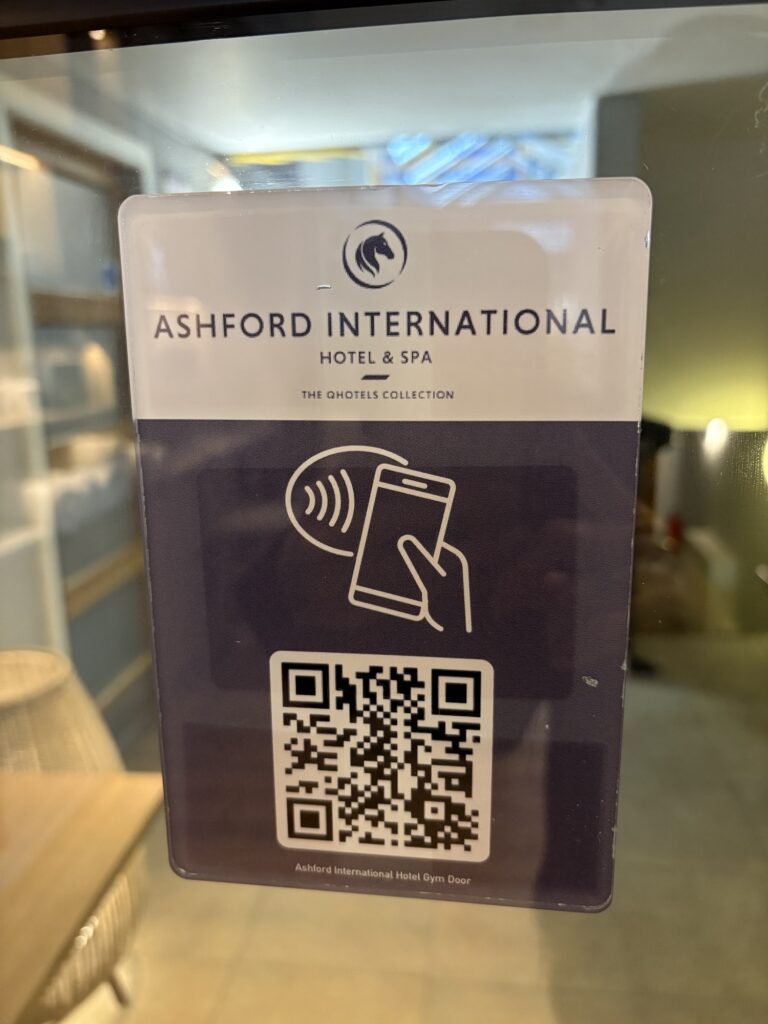 ASHFORD INTERNATIONAL
HOTEL & SPA
THE QHOTELS COLLECTION
Ashford International Hotel Gym Door